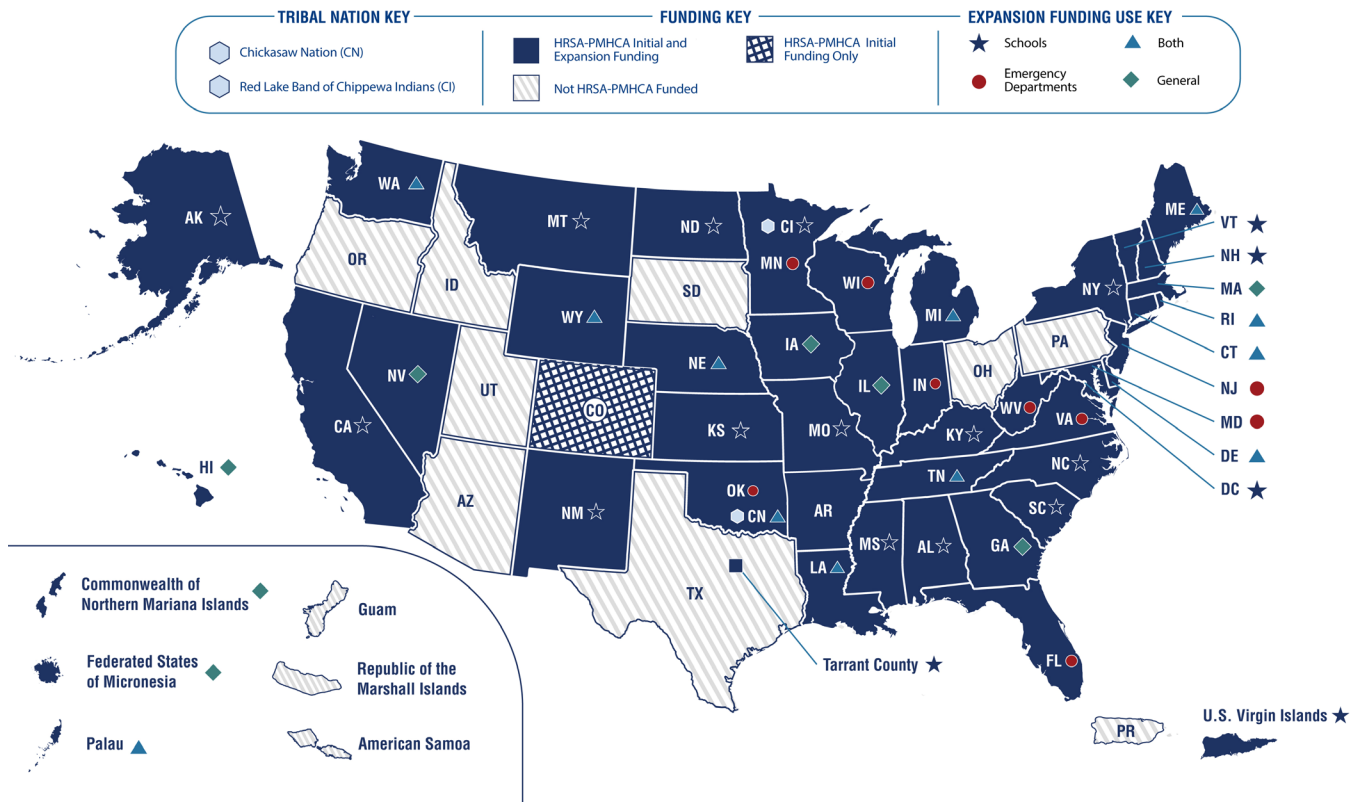 TRIBAL NATION KEY
FUNDING KEY
EXPANSION FUNDING USE KEY
Chickasaw Nation (CN)
Red Lake Band of Chippewa Indians (CI)
HRSA-PMHCA Initial and
Expansion Funding
HRSA-PMHCA Initial
Funding Only
Not HRSA-PMHCA Funded
Schools
Both
Emergency
Departments
General
AK
WA
OR
ID
MT
ND
CI
MN
SD
WY
WI
MI
ME
VT
NH
NY
MA
RI
CT
NJ
MD
DE
DC
NV
UT
CO
NE
IA
IL
IN
OH
PA
WV
VA
CA
KS
MO
KY
NC
TN
HI
AZ
NM
OK
CN
AR
SC
MS
AL
GA
LA
TX
Tarrant County
FL
PR
U.S. Virgin Islands
Commonwealth of
Northern Mariana Islands
Guam
Federated States
of Micronesia
Republic of the
Marshall Islands
Palau
American Samoa